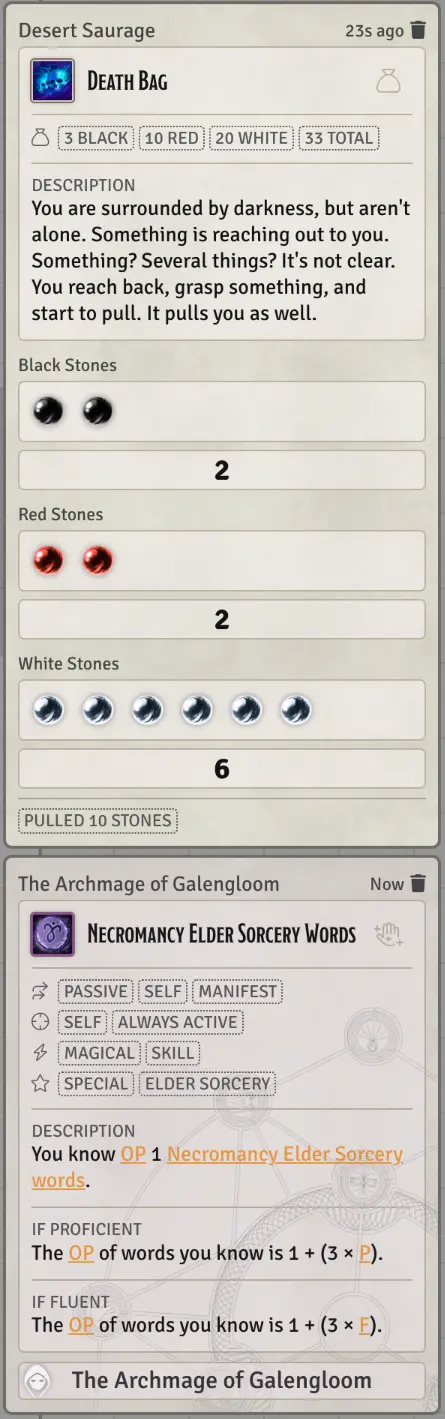 Desert Saurage 23s ago
Death Bag
3 BLACK 10 RED 20 WHITE 33 TOTAL
DESCRIPTION
You are surrounded by darkness, but aren't
alone. Something is reaching out to you.
Something? Several things? It's not clear.
You reach back, grasp something, and
start to pull. It pulls you as well.
Black Stones
2
Red Stones
2
White Stones
6
PULLED 10 STONES
The Archmage of Galengloom Now
Necromancy Elder Sorcery Words
PASSIVE SELF MANIFEST
SELF ALWAYS ACTIVE
MAGICAL SKILL
SPECIAL ELDER SORCERY
DESCRIPTION
You know OP 1 Necromancy Elder Sorcery
words.
IF PROFICIENT
The OP of words you know is 1 + (3 × P).
IF FLUENT
The OP of words you know is 1 + (3 × F).
The Archmage of Galengloom